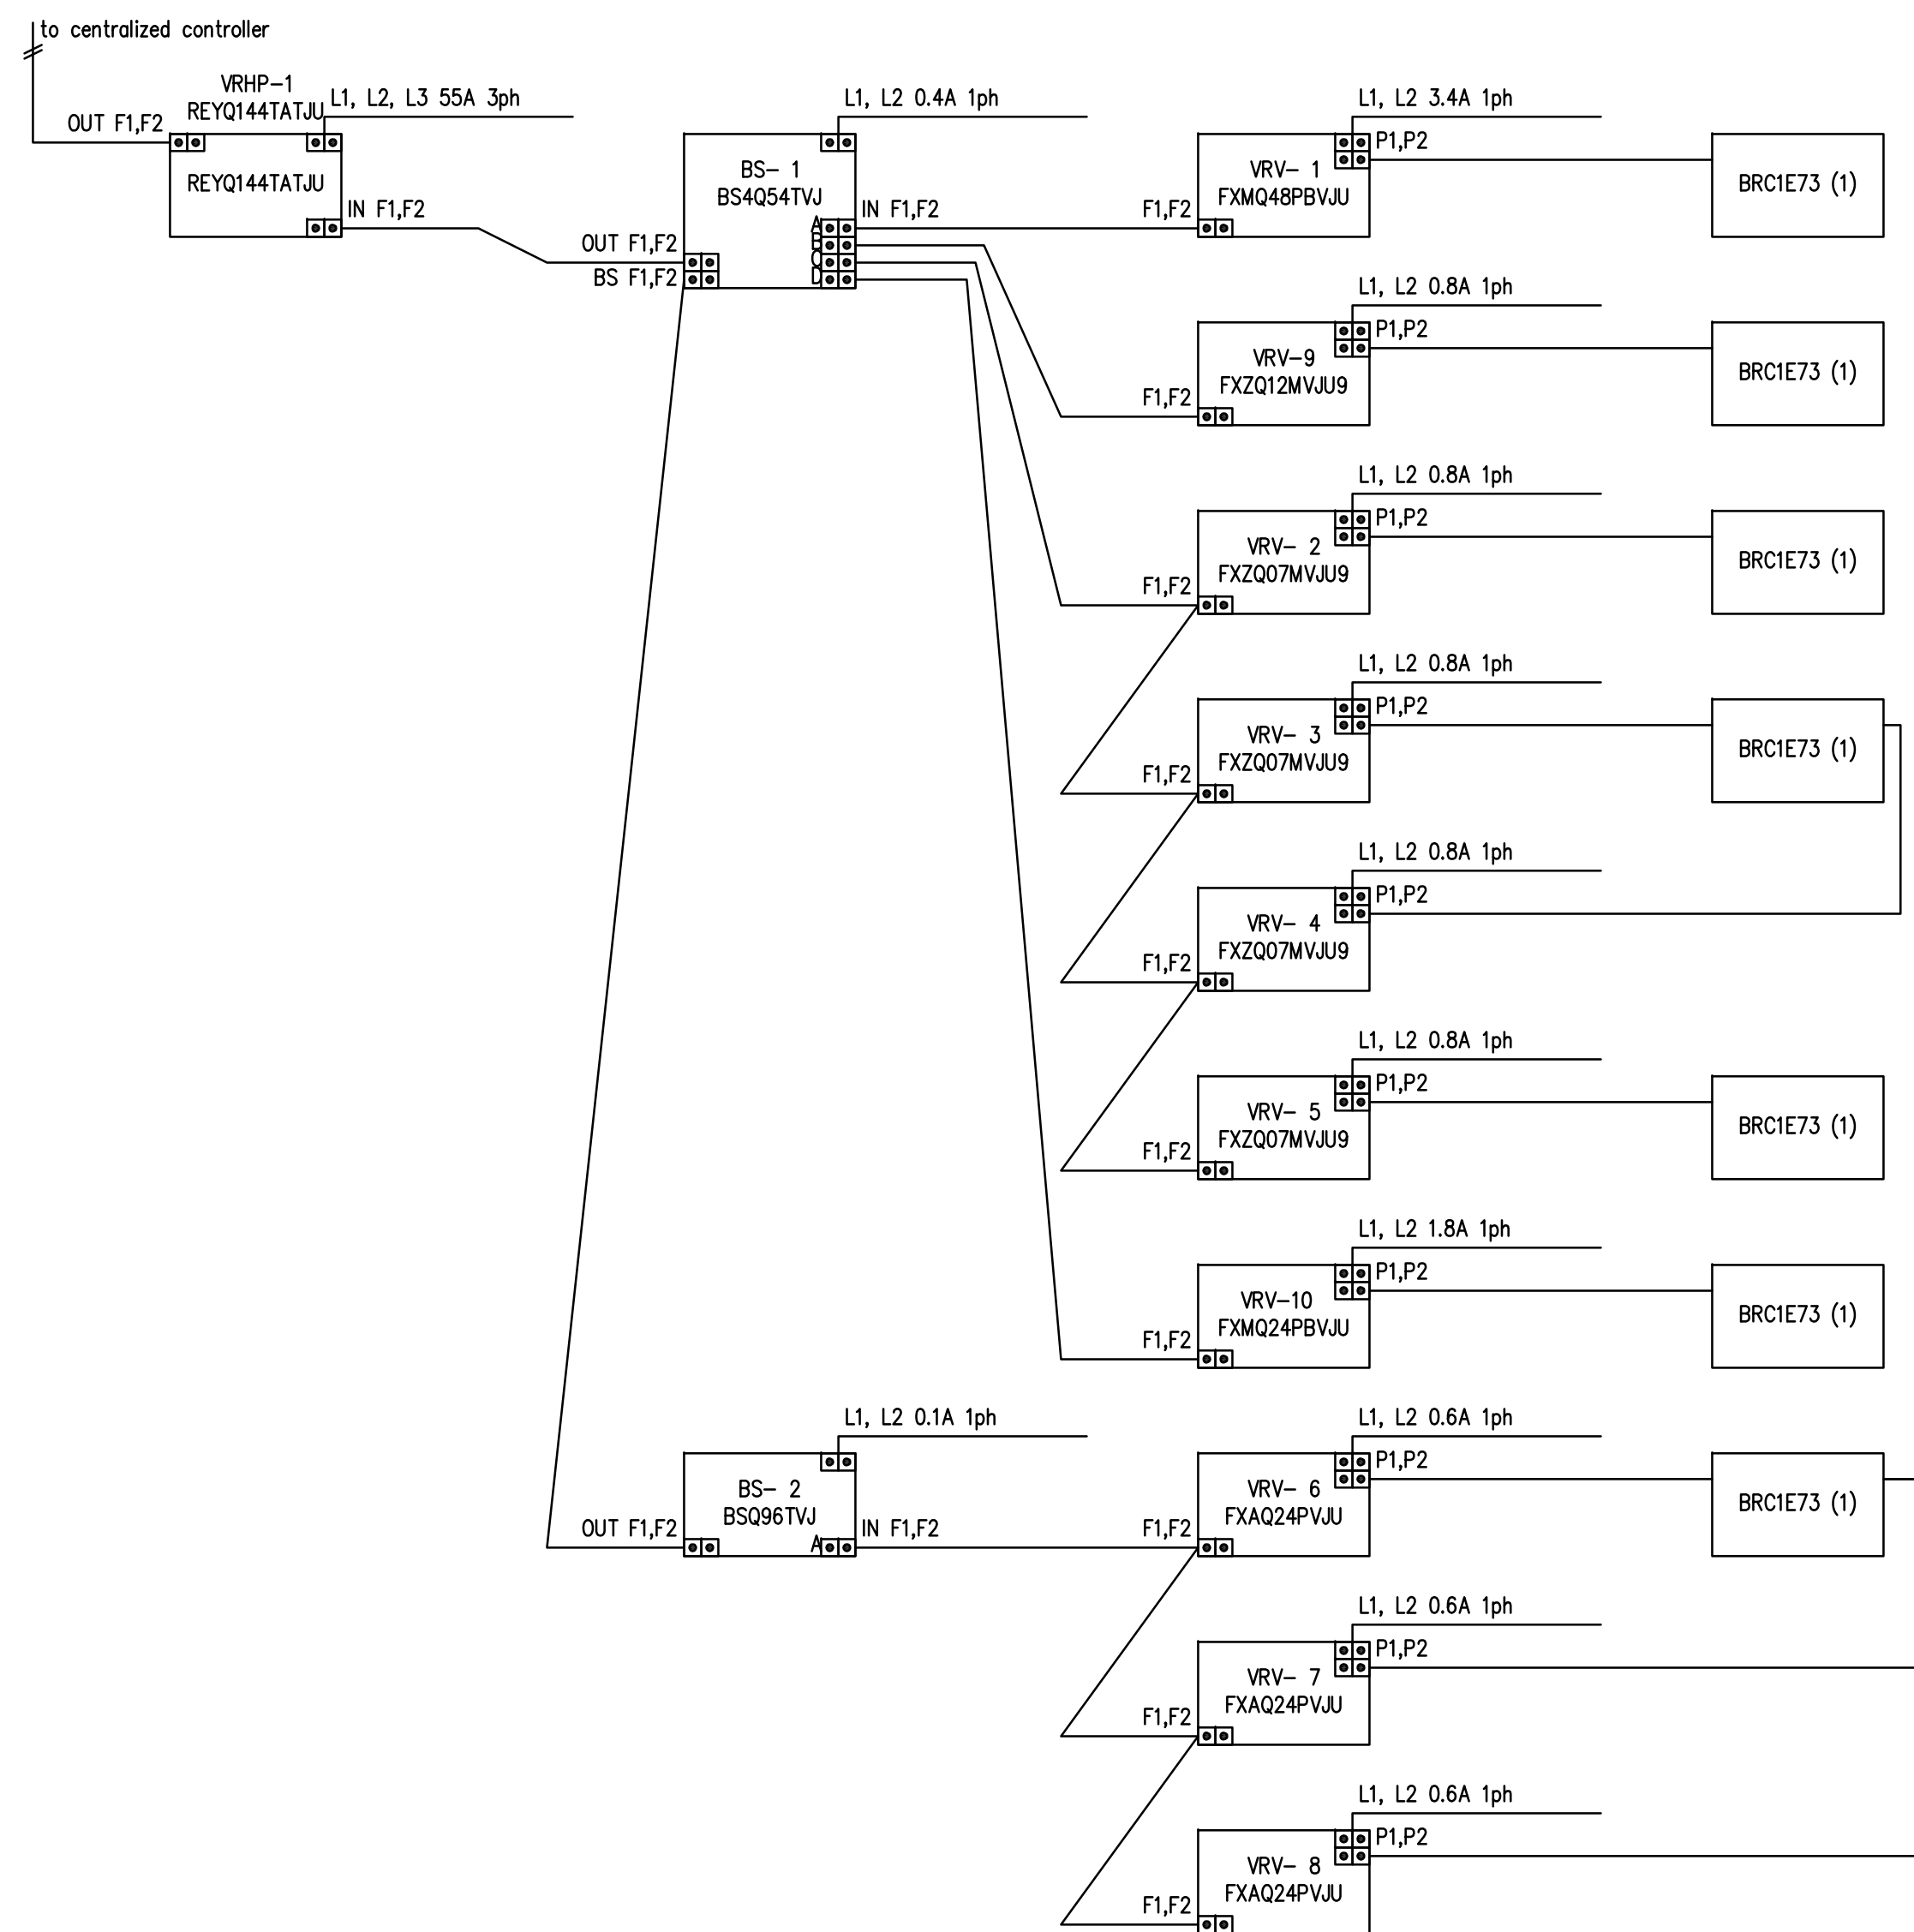 to centralized controller
VRHP-1
REYQ144TATJU
L1, L2, L3 55A 3ph
OUT F1,F2
REYQ144TATJU
IN F1,F2
L1, L2 0.4A 1ph
BS- 1
BS4Q54TVJ
OUT F1,F2
BS F1,F2
A
B
C
D
IN F1,F2
L1, L2 3.4A 1ph
P1,P2
VRV- 1
FXMQ48PBVJU
F1,F2
BRC1E73 (1)
L1, L2 0.8A 1ph
P1,P2
VRV-9
FXZQ12MVJU9
F1,F2
BRC1E73 (1)
L1, L2 0.8A 1ph
P1,P2
VRV- 2
FXZQ07MVJU9
F1,F2
BRC1E73 (1)
L1, L2 0.8A 1ph
P1,P2
VRV- 3
FXZQ07MVJU9
F1,F2
BRC1E73 (1)
L1, L2 0.8A 1ph
P1,P2
VRV- 4
FXZQ07MVJU9
F1,F2
L1, L2 0.8A 1ph
P1,P2
VRV- 5
FXZQ07MVJU9
F1,F2
BRC1E73 (1)
L1, L2 1.8A 1ph
P1,P2
VRV-10
FXMQ24PBVJU
F1,F2
BRC1E73 (1)
L1, L2 0.1A 1ph
BS- 2
BSQ96TVJ
OUT F1,F2
A
IN F1,F2
L1, L2 0.6A 1ph
P1,P2
VRV- 6
FXAQ24PVJU
F1,F2
BRC1E73 (1)
L1, L2 0.6A 1ph
P1,P2
VRV- 7
FXAQ24PVJU
F1,F2
L1, L2 0.6A 1ph
P1,P2
VRV- 8
FXAQ24PVJU
F1,F2